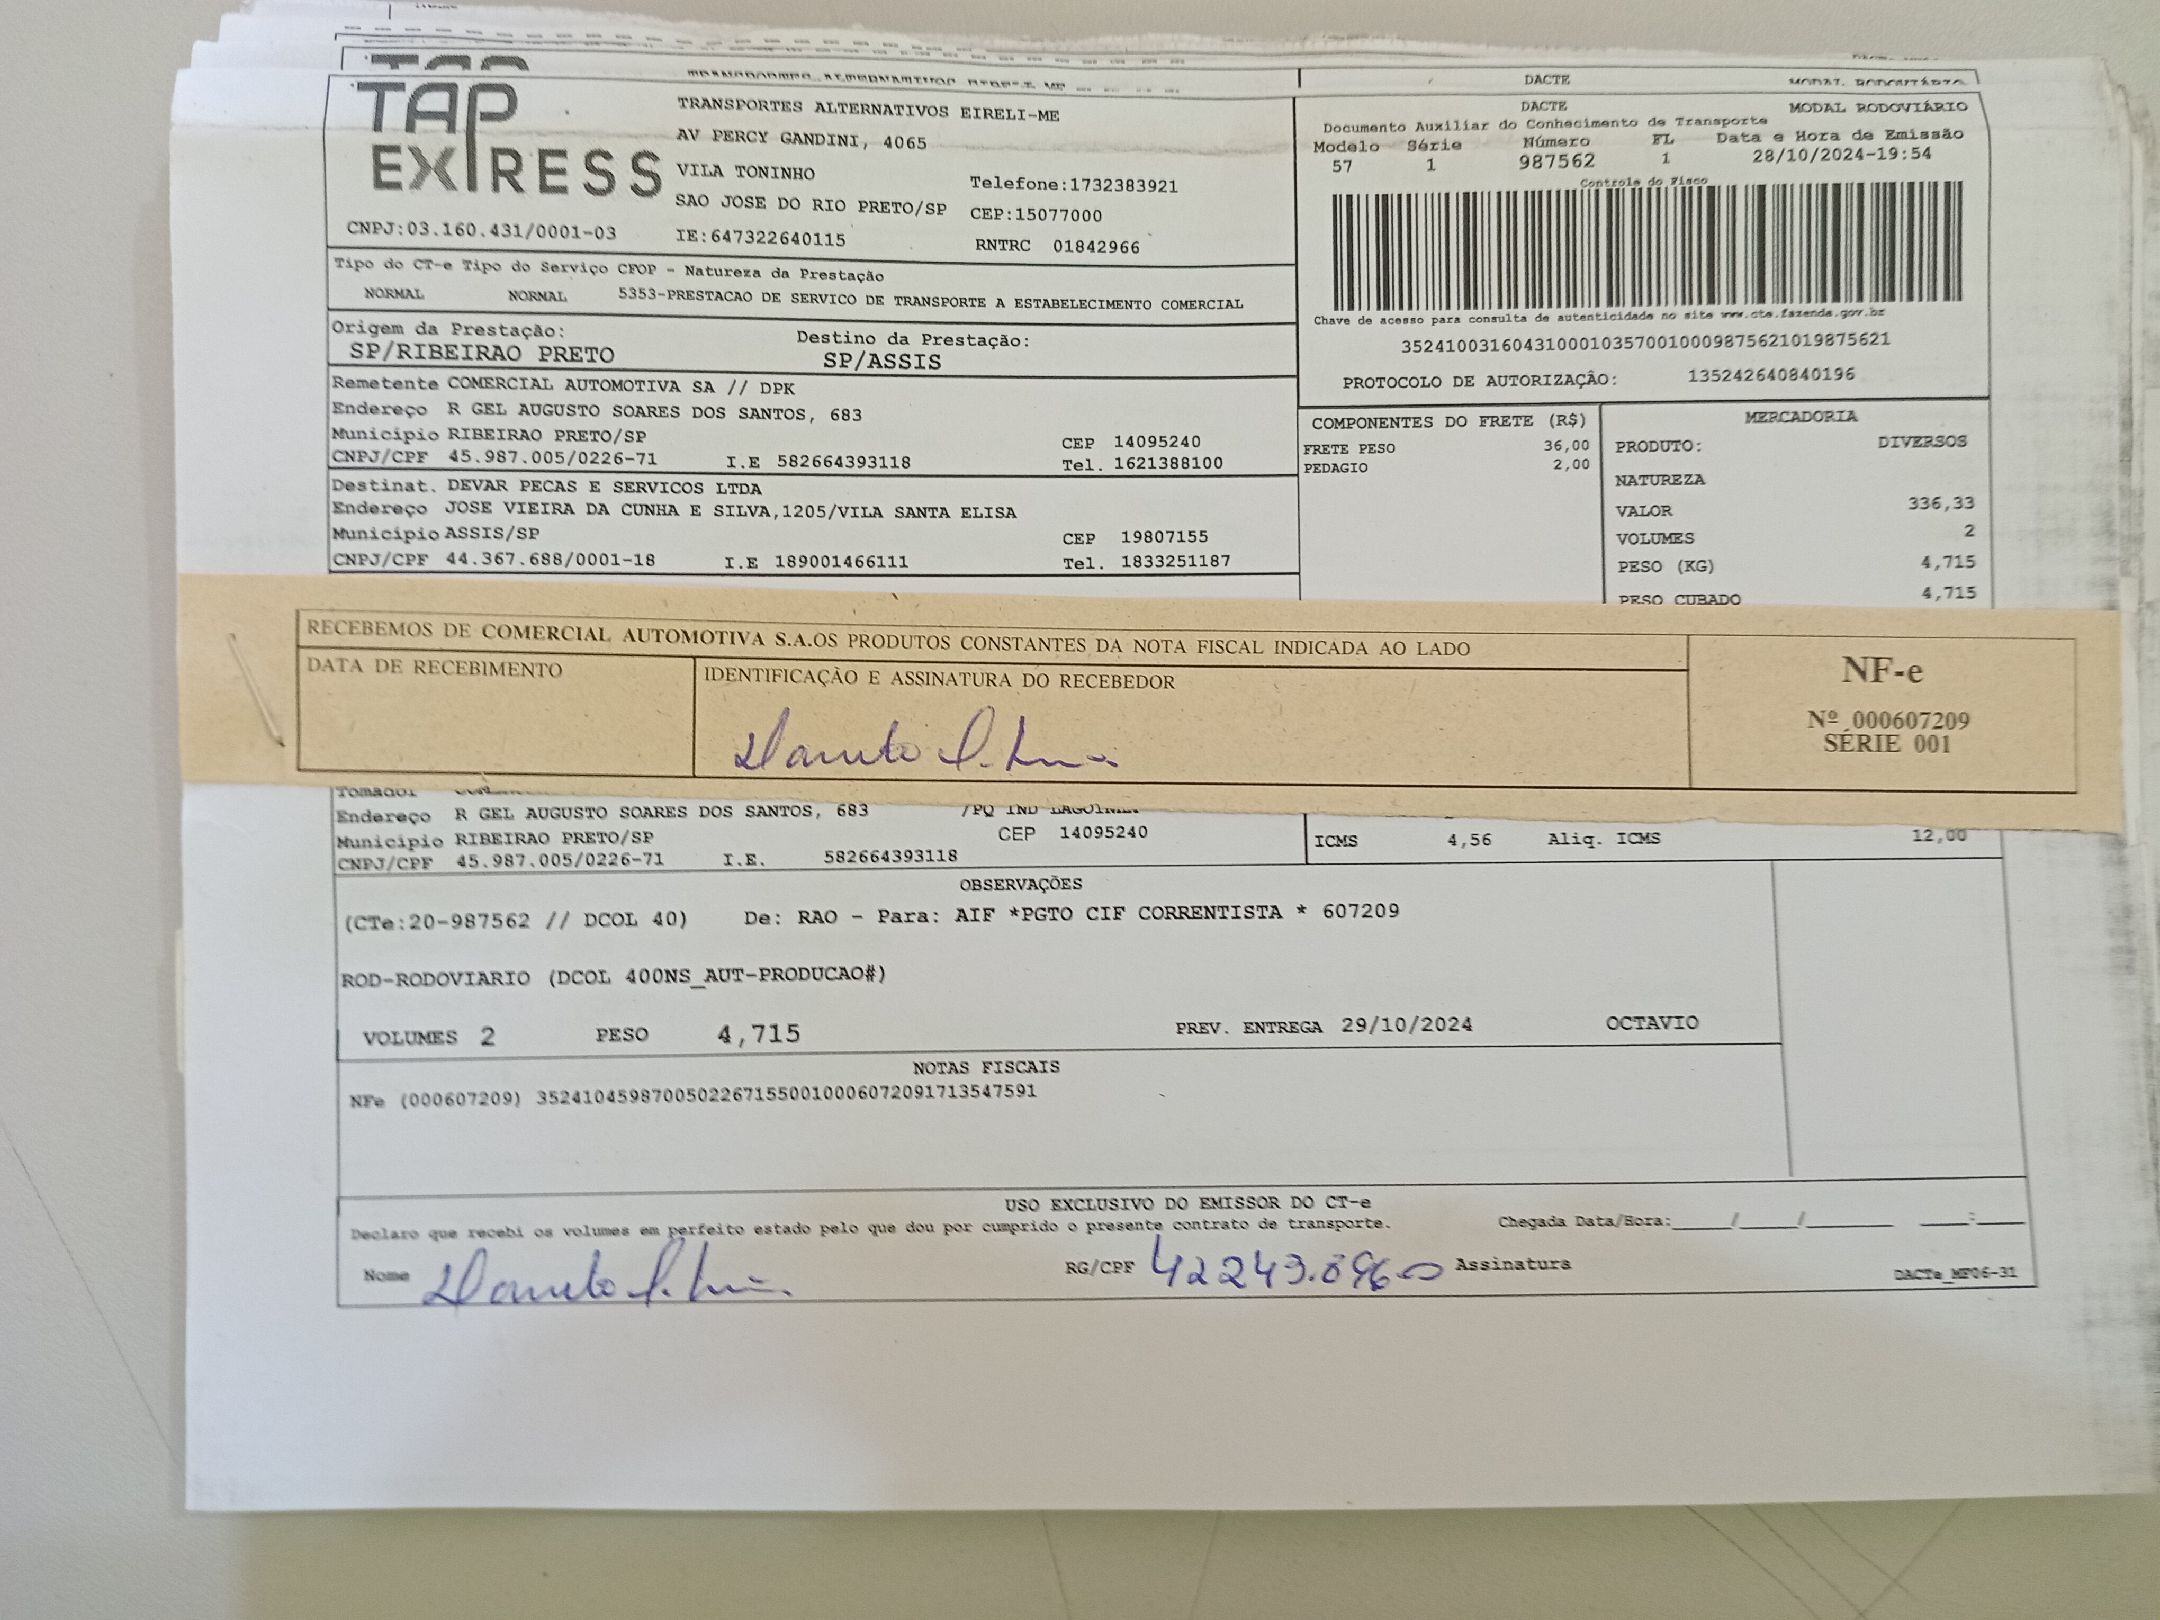 TAP EXPRESS
TRANSPORTES ALTERNATIVOS EIRELI-ME
AV PERCY GANDINI, 4065
VILA TONINHO
Telefone:1732383921
SAO JOSE DO RIO PRETO/SP CEP:15077000
CNPJ:03.160.431/0001-03 IE:647322640115 RNTRC 01842966
DACTE
DACTE MODAL RODOVIÁRIO
Documento Auxiliar do Conhecimento de Transporte
Modelo Série Número FL Data e Hora de Emissão
57 1 987562 1 28/10/2024-19:54
Controle do Fisco
Chave de acesso para consulta de autenticidade no site www.cte.fazenda.gov.br
35241003160431000103570010009875621019875621
PROTOCOLO DE AUTORIZAÇÃO: 135242640840196
Tipo do CT-e Tipo do Serviço CFOP - Natureza da Prestação
NORMAL NORMAL 5353-PRESTACAO DE SERVICO DE TRANSPORTE A ESTABELECIMENTO COMERCIAL
Origem da Prestação: Destino da Prestação:
SP/RIBEIRAO PRETO SP/ASSIS
Remetente COMERCIAL AUTOMOTIVA SA // DPK
Endereço R GEL AUGUSTO SOARES DOS SANTOS, 683
Município RIBEIRAO PRETO/SP CEP 14095240
CNPJ/CPF 45.987.005/0226-71 I.E 582664393118 Tel. 1621388100
Destinat. DEVAR PECAS E SERVICOS LTDA
Endereço JOSE VIEIRA DA CUNHA E SILVA,1205/VILA SANTA ELISA
Município ASSIS/SP CEP 19807155
CNPJ/CPF 44.367.688/0001-18 I.E 189001466111 Tel. 1833251187
COMPONENTES DO FRETE (R$)
FRETE PESO 36,00
PEDAGIO 2,00
MERCADORIA
PRODUTO: DIVERSOS
NATUREZA
VALOR 336,33
VOLUMES 2
PESO (KG) 4,715
PESO CUBADO 4,715
RECEBEMOS DE COMERCIAL AUTOMOTIVA S.A.OS PRODUTOS CONSTANTES DA NOTA FISCAL INDICADA AO LADO
DATA DE RECEBIMENTO IDENTIFICAÇÃO E ASSINATURA DO RECEBEDOR
NF-e
Nº 000607209
SÉRIE 001
Tomador
Endereço R GEL AUGUSTO SOARES DOS SANTOS, 683 /PQ IND LAGOINHA
Município RIBEIRAO PRETO/SP CEP 14095240
CNPJ/CPF 45.987.005/0226-71 I.E. 582664393118
ICMS 4,56 Aliq. ICMS 12,00
OBSERVAÇÕES
(CTe:20-987562 // DCOL 40) De: RAO - Para: AIF *PGTO CIF CORRENTISTA * 607209
ROD-RODOVIARIO (DCOL 400NS_AUT-PRODUCAO#)
VOLUMES 2 PESO 4,715 PREV. ENTREGA 29/10/2024 OCTAVIO
NOTAS FISCAIS
NFe (000607209) 35241045987005022671550010006072091713547591
USO EXCLUSIVO DO EMISSOR DO CT-e
Declaro que recebi os volumes em perfeito estado pelo que dou por cumprido o presente contrato de transporte. Chegada Data/Hora:_____/_____/_______ ____:____
Nome RG/CPF Assinatura
DACTe_MF06-31